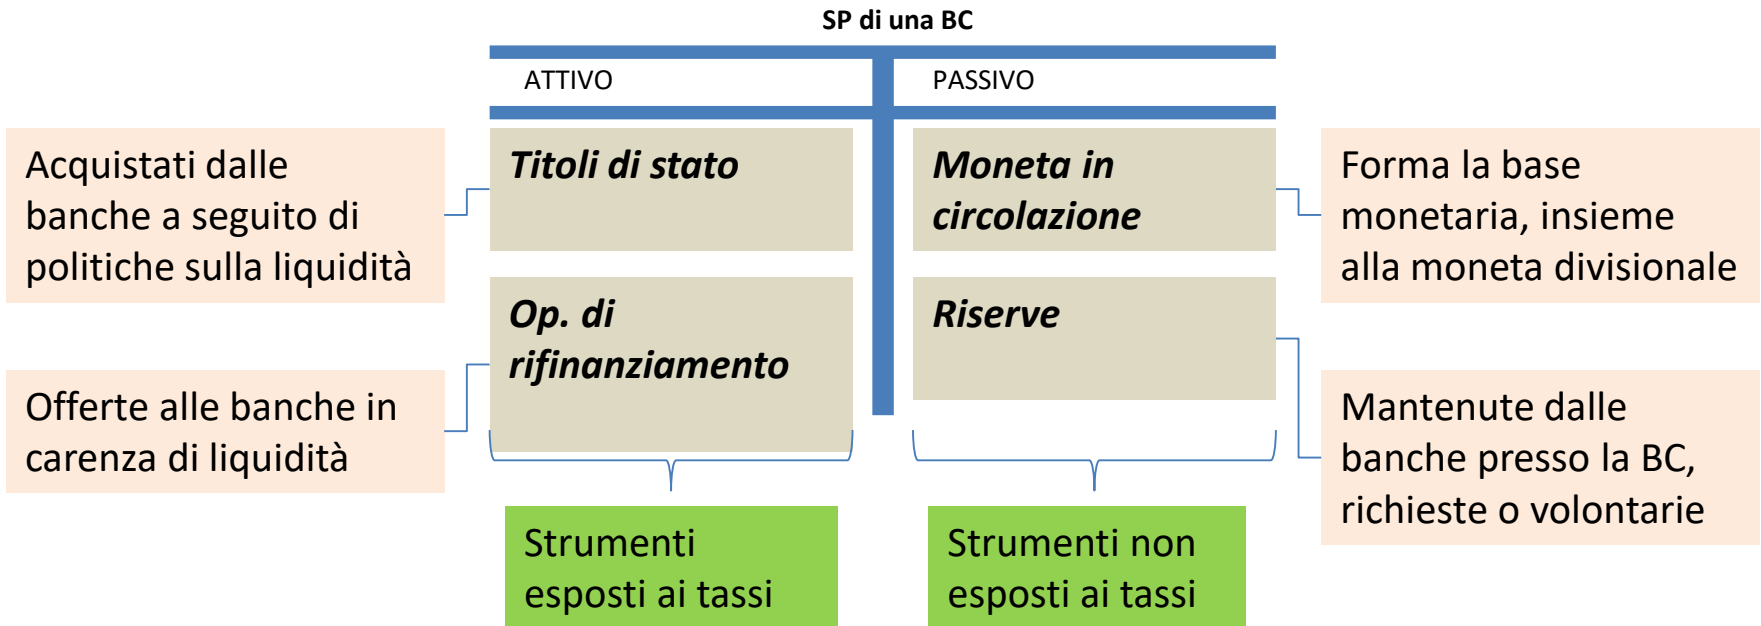 SP di una BC
ATTIVO
PASSIVO
Acquistati dalle
banche a seguito di
politiche sulla liquidità
Titoli di stato
Moneta in
circolazione
Forma la base
monetaria, insieme
alla moneta divisionale
Offerte alle banche in
carenza di liquidità
Op. di
rifinanziamento
Riserve
Mantenute dalle
banche presso la BC,
richieste o volontarie
Strumenti
esposti ai tassi
Strumenti non
esposti ai tassi